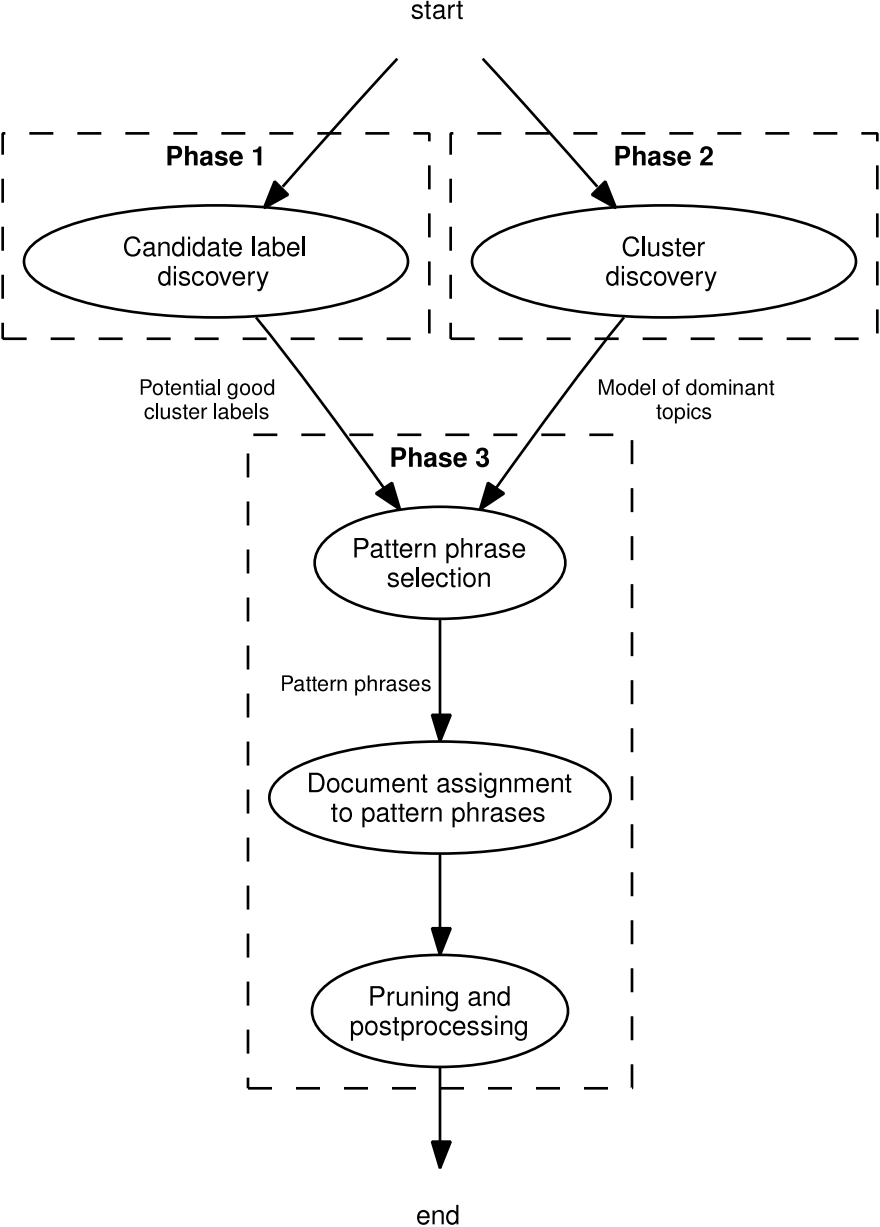 start
Phase 1
Candidate label
discovery
Phase 2
Cluster
discovery
Potential good
cluster labels
Model of dominant
topics
Phase 3
Pattern phrase
selection
Pattern phrases
Document assignment
to pattern phrases
Pruning and
postprocessing
end